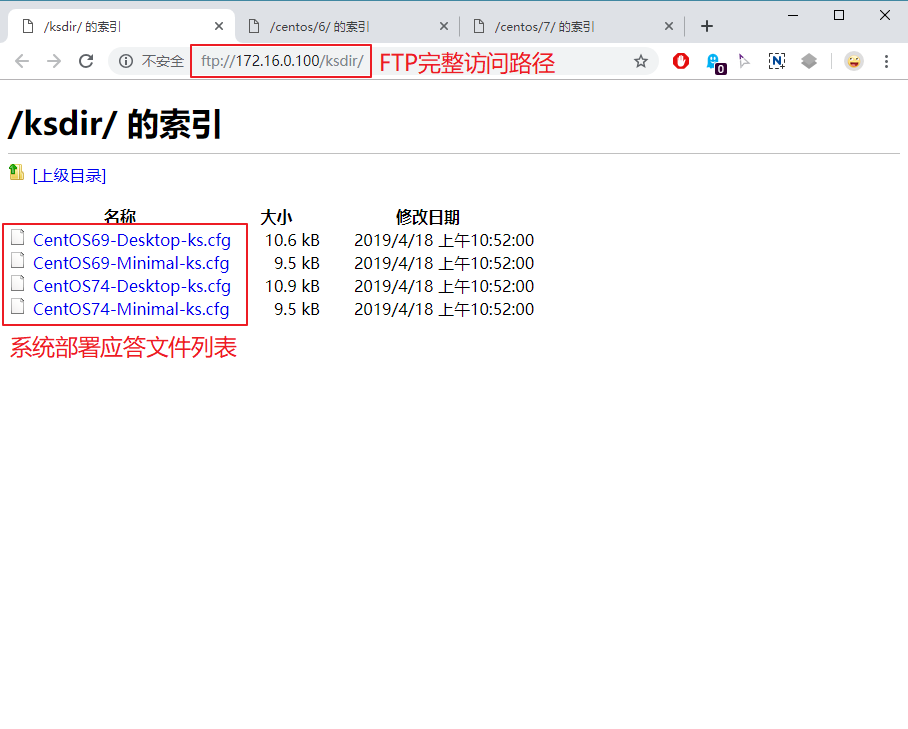 /ksdir/ 的索引
/centos/6/ 的索引
/centos/7/ 的索引
不安全 ftp://172.16.0.100/ksdir/ FTP完整访问路径
0 N
/ksdir/ 的索引
[上级目录]
名称 大小 修改日期
CentOS69-Desktop-ks.cfg 10.6 kB 2019/4/18 上午10:52:00
CentOS69-Minimal-ks.cfg 9.5 kB 2019/4/18 上午10:52:00
CentOS74-Desktop-ks.cfg 10.9 kB 2019/4/18 上午10:52:00
CentOS74-Minimal-ks.cfg 9.5 kB 2019/4/18 上午10:52:00
系统部署应答文件列表